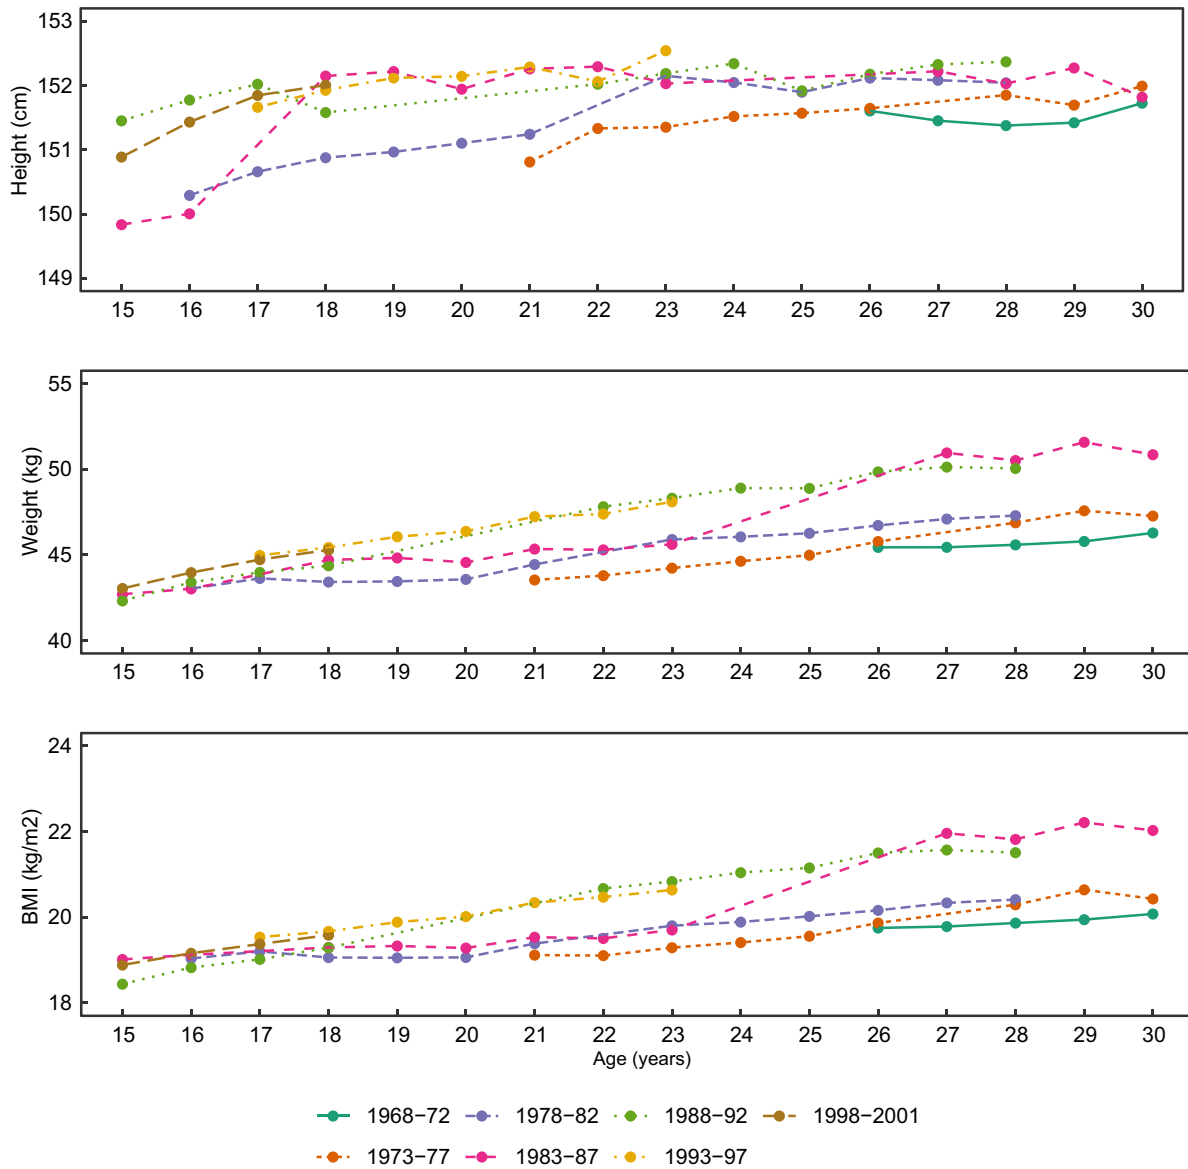 153
152
151
150
149
Height (cm)
15 16 17 18 19 20 21 22 23 24 25 26 27 28 29 30
55
50
45
40
Weight (kg)
15 16 17 18 19 20 21 22 23 24 25 26 27 28 29 30
24
22
20
18
BMI (kg/m2)
15 16 17 18 19 20 21 22 23 24 25 26 27 28 29 30
Age (years)
1968−72 1978−82 1988−92 1998−2001
1973−77 1983−87 1993−97